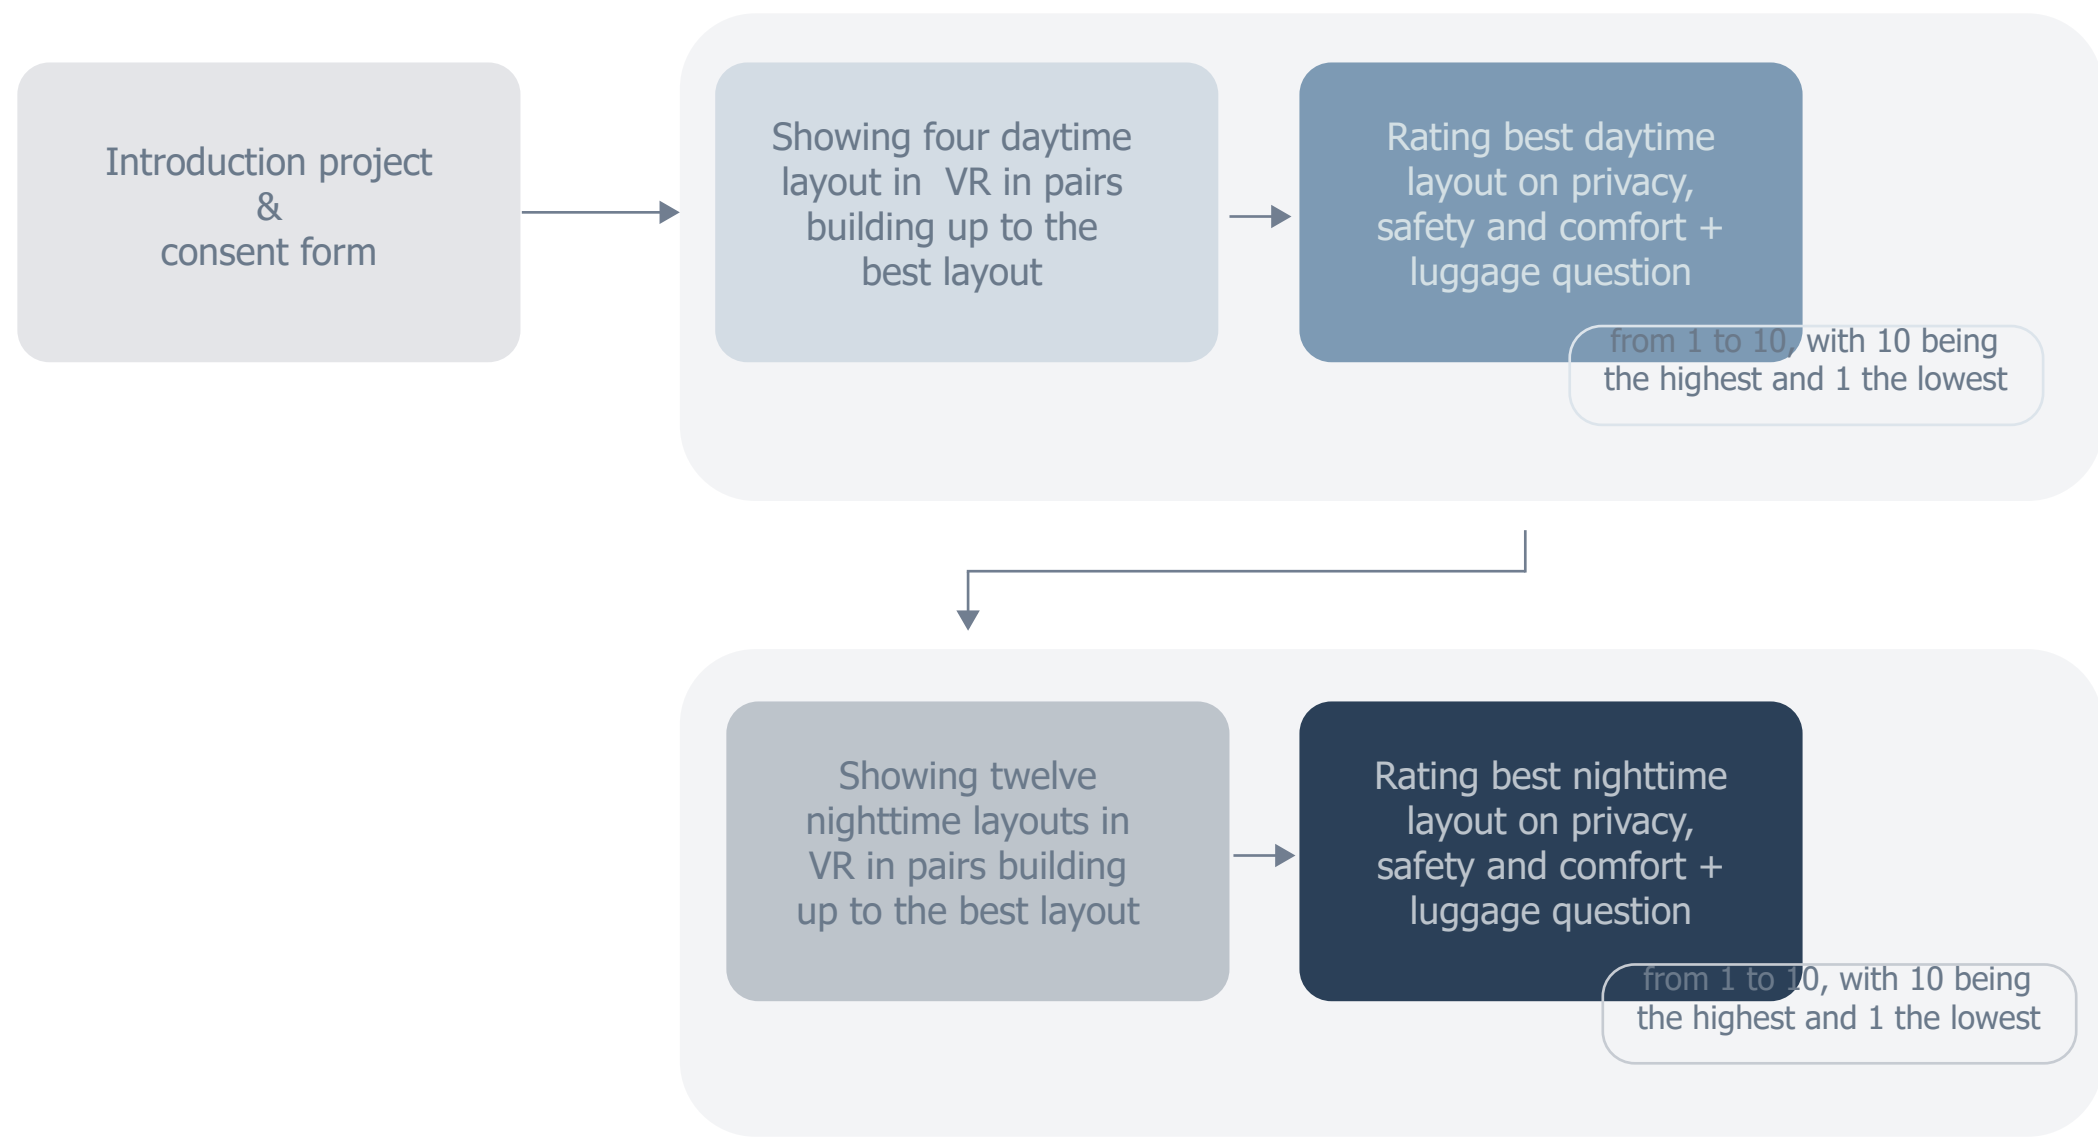 Introduction project
&
consent form
Showing four daytime
layout in  VR in pairs
building up to the
best layout
Rating best daytime
layout on privacy,
safety and comfort +
luggage question
from 1 to 10, with 10 being
the highest and 1 the lowest
Showing twelve
nighttime layouts in
VR in pairs building
up to the best layout
Rating best nighttime
layout on privacy,
safety and comfort +
luggage question
from 1 to 10, with 10 being
the highest and 1 the lowest